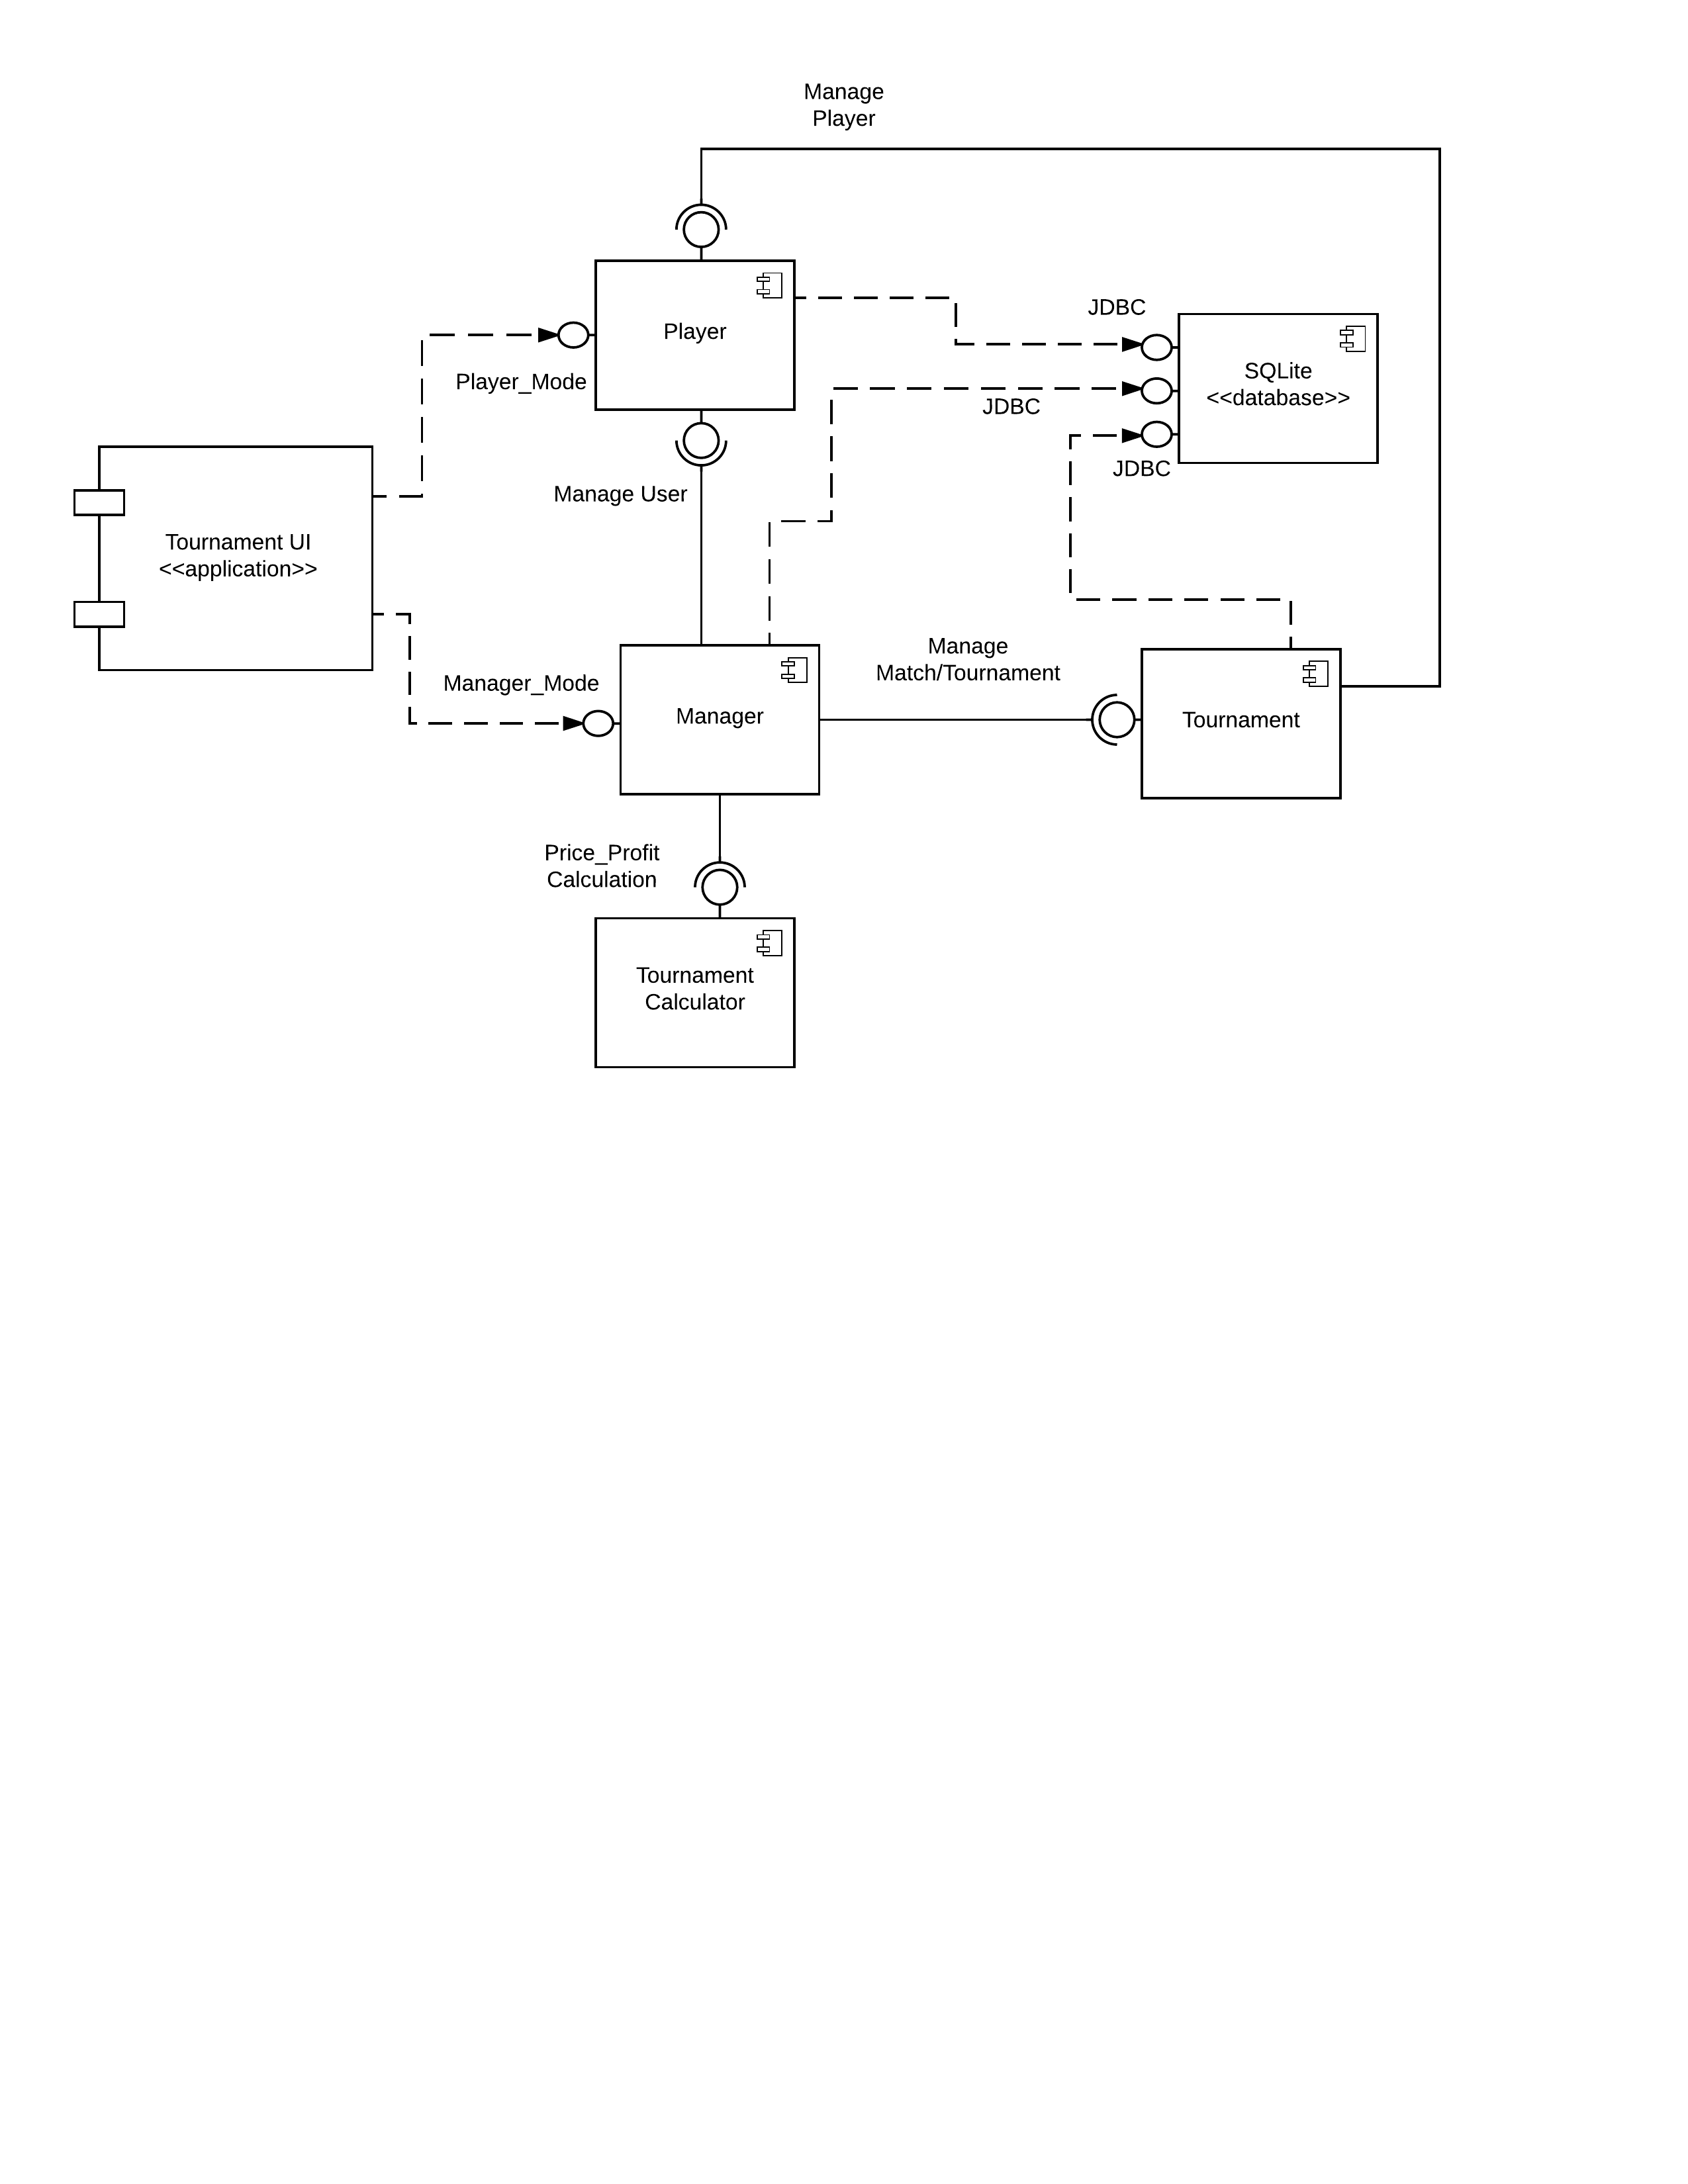 Manage
Player
Player
JDBC
SQLite
<<database>>
Player_Mode
JDBC
JDBC
Manage User
Tournament UI
<<application>>
Manage
Match/Tournament
Manager_Mode
Manager
Tournament
Price_Profit
Calculation
Tournament
Calculator